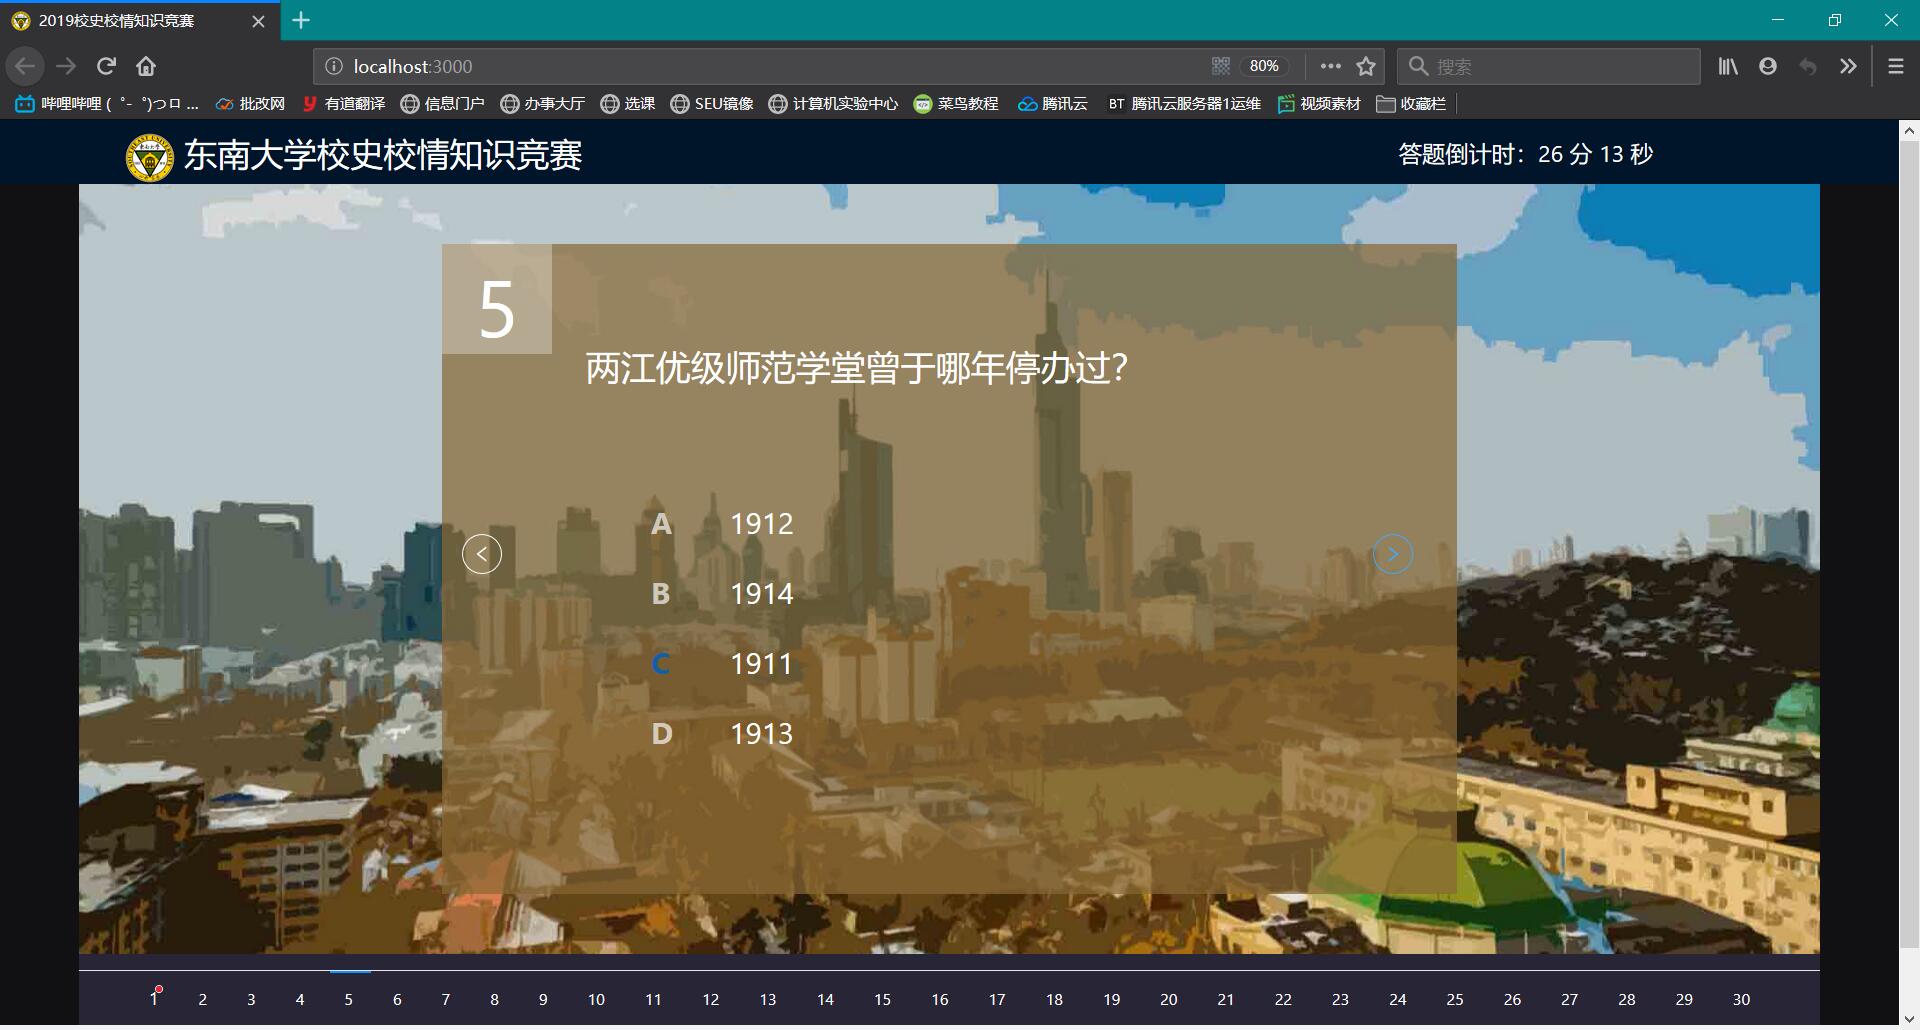 2019校史校情知识竞赛
localhost:3000
80%
搜索
哔哩哔哩 ( ゜- ゜)つロ ...
批改网
有道翻译
信息门户
办事大厅
选课
SEU镜像
计算机实验中心
菜鸟教程
腾讯云
BT 腾讯云服务器1运维
视频素材
收藏栏
东南大学校史校情知识竞赛
答题倒计时：26 分 13 秒
5
两江优级师范学堂曾于哪年停办过？
A 1912
B 1914
C 1911
D 1913
1 2 3 4 5 6 7 8 9 10 11 12 13 14 15 16 17 18 19 20 21 22 23 24 25 26 27 28 29 30